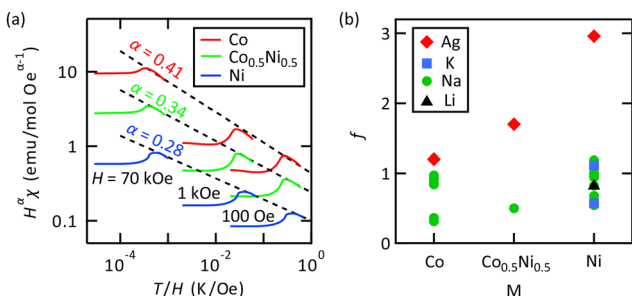 (a)
Co
Co0.5Ni0.5
Ni
α = 0.41
α = 0.34
α = 0.28
H = 70 kOe
1 kOe
100 Oe
10
1
0.1
H^α χ (emu/mol Oe^α-1)
10^-4
10^-2
10^0
T/H (K/Oe)
(b)
Ag
K
Na
Li
3
2
1
0
f
Co
Co0.5Ni0.5
Ni
M